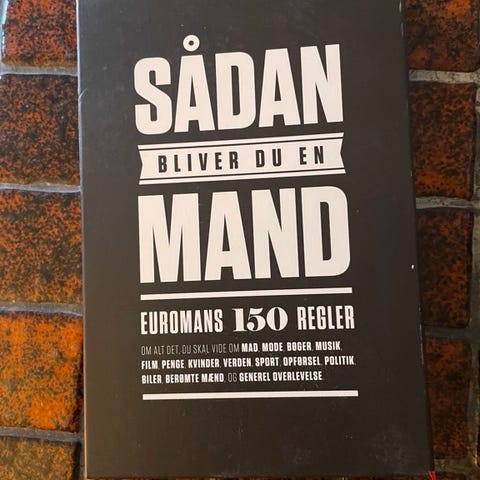 SÅDAN
BLIVER DU EN
MAND
EUROMANS 150 REGLER
OM ALT DET, DU SKAL VIDE OM MAD, MODE, BØGER, MUSIK,
FILM, PENGE, KVINDER, VERDEN, SPORT, OPFØRSEL, POLITIK,
BILER, BERØMTE MÆND, OG GENEREL OVERLEVELSE.